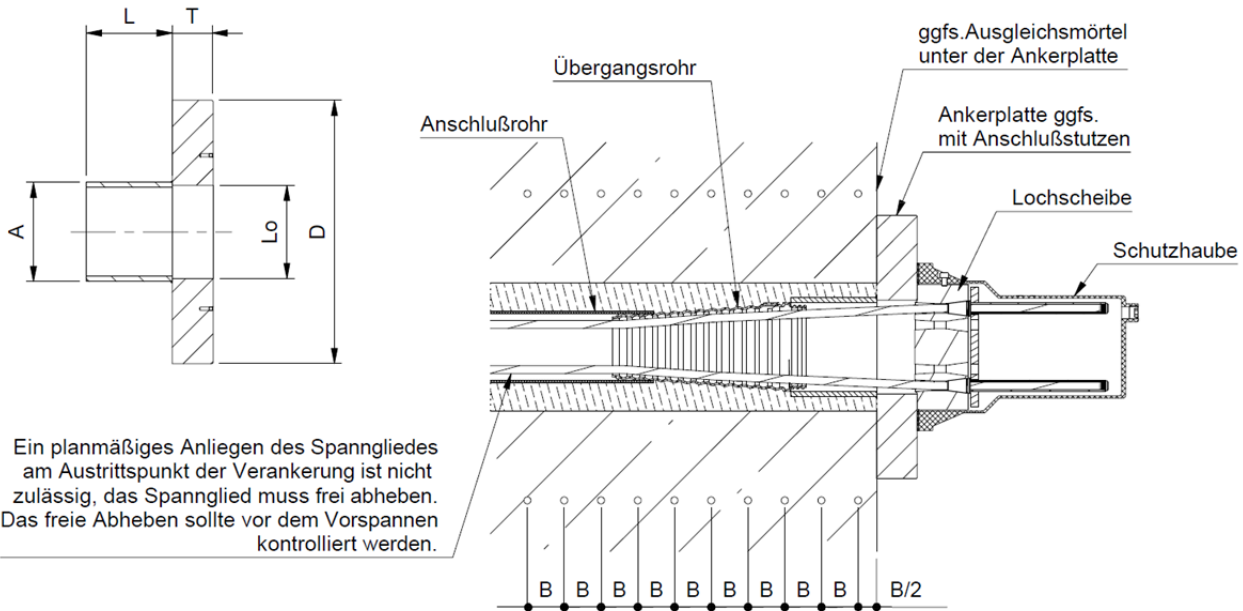 L
T
A
Lo
D
ggfs.Ausgleichsmörtel
unter der Ankerplatte
Übergangsrohr
Anschlußrohr
Ankerplatte ggfs.
mit Anschlußstutzen
Lochscheibe
Schutzhaube
Ein planmäßiges Anliegen des Spanngliedes
am Austrittspunkt der Verankerung ist nicht
zulässig, das Spannglied muss frei abheben.
Das freie Abheben sollte vor dem Vorspannen
kontrolliert werden.
B B B B B B B B B B/2